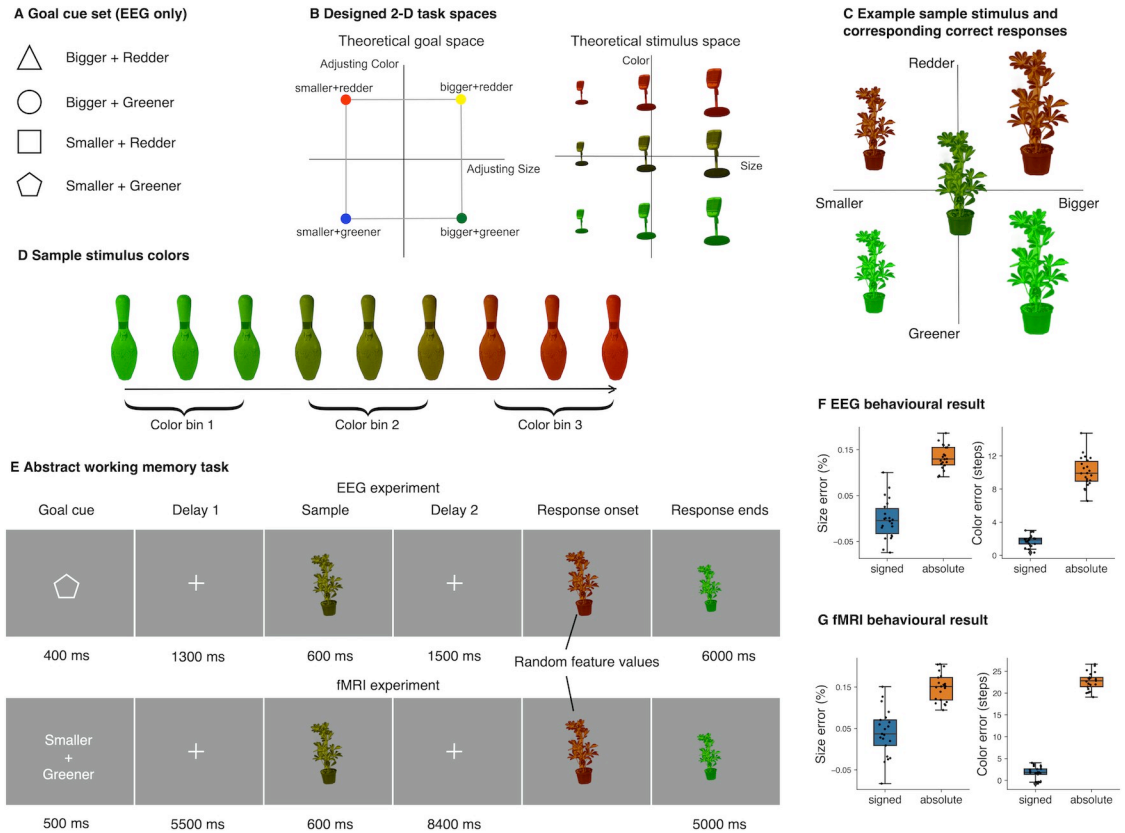 A Goal cue set (EEG only)
Bigger + Redder
Bigger + Greener
Smaller + Redder
Smaller + Greener
B Designed 2-D task spaces
Theoretical goal space
Adjusting Color
smaller+redder
bigger+redder
Adjusting Size
smaller+greener
bigger+greener
Theoretical stimulus space
Color
Size
C Example sample stimulus and
corresponding correct responses
Redder
Smaller
Bigger
Greener
D Sample stimulus colors
Color bin 1
Color bin 2
Color bin 3
E Abstract working memory task
EEG experiment
Goal cue
Delay 1
Sample
Delay 2
Response onset
Response ends
400 ms
1300 ms
600 ms
1500 ms
Random feature values
6000 ms
fMRI experiment
Smaller
+
Greener
500 ms
5500 ms
600 ms
8400 ms
5000 ms
F EEG behavioural result
Size error (%)
0.15
0.05
−0.05
signed
absolute
Color error (steps)
12
8
4
0
signed
absolute
G fMRI behavioural result
Size error (%)
0.15
0.05
−0.05
signed
absolute
Color error (steps)
25
20
15
10
5
0
signed
absolute